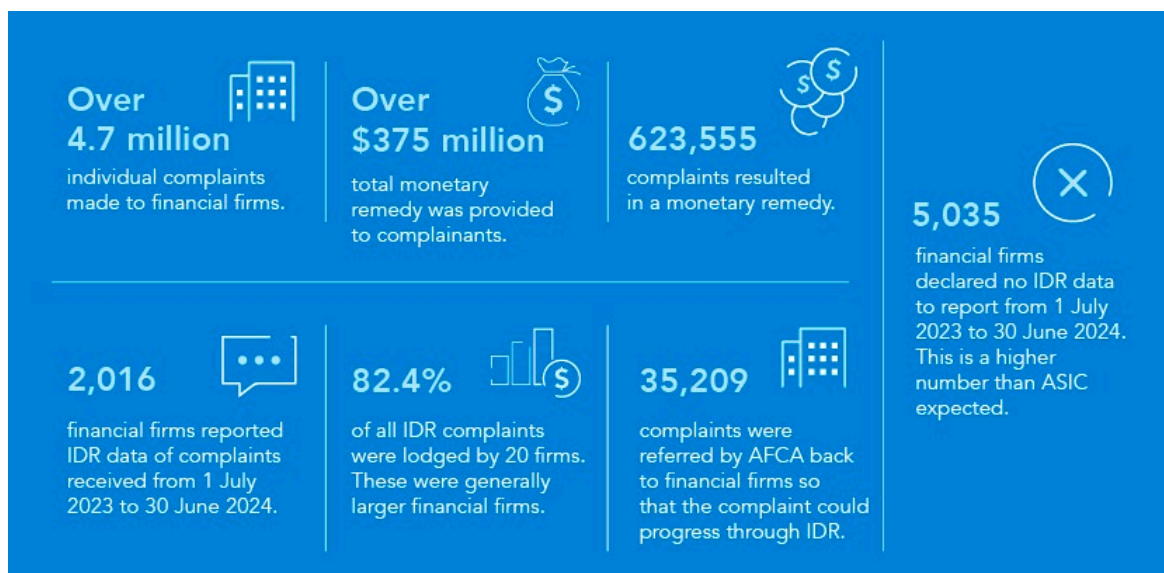 Over
4.7 million
individual complaints
made to financial firms.
Over
$375 million
total monetary
remedy was provided
to complainants.
623,555
complaints resulted
in a monetary remedy.
2,016
financial firms reported
IDR data of complaints
received from 1 July
2023 to 30 June 2024.
82.4%
of all IDR complaints
were lodged by 20 firms.
These were generally
larger financial firms.
35,209
complaints were
referred by AFCA back
to financial firms so
that the complaint could
progress through IDR.
5,035
financial firms
declared no IDR data
to report from 1 July
2023 to 30 June 2024.
This is a higher
number than ASIC
expected.